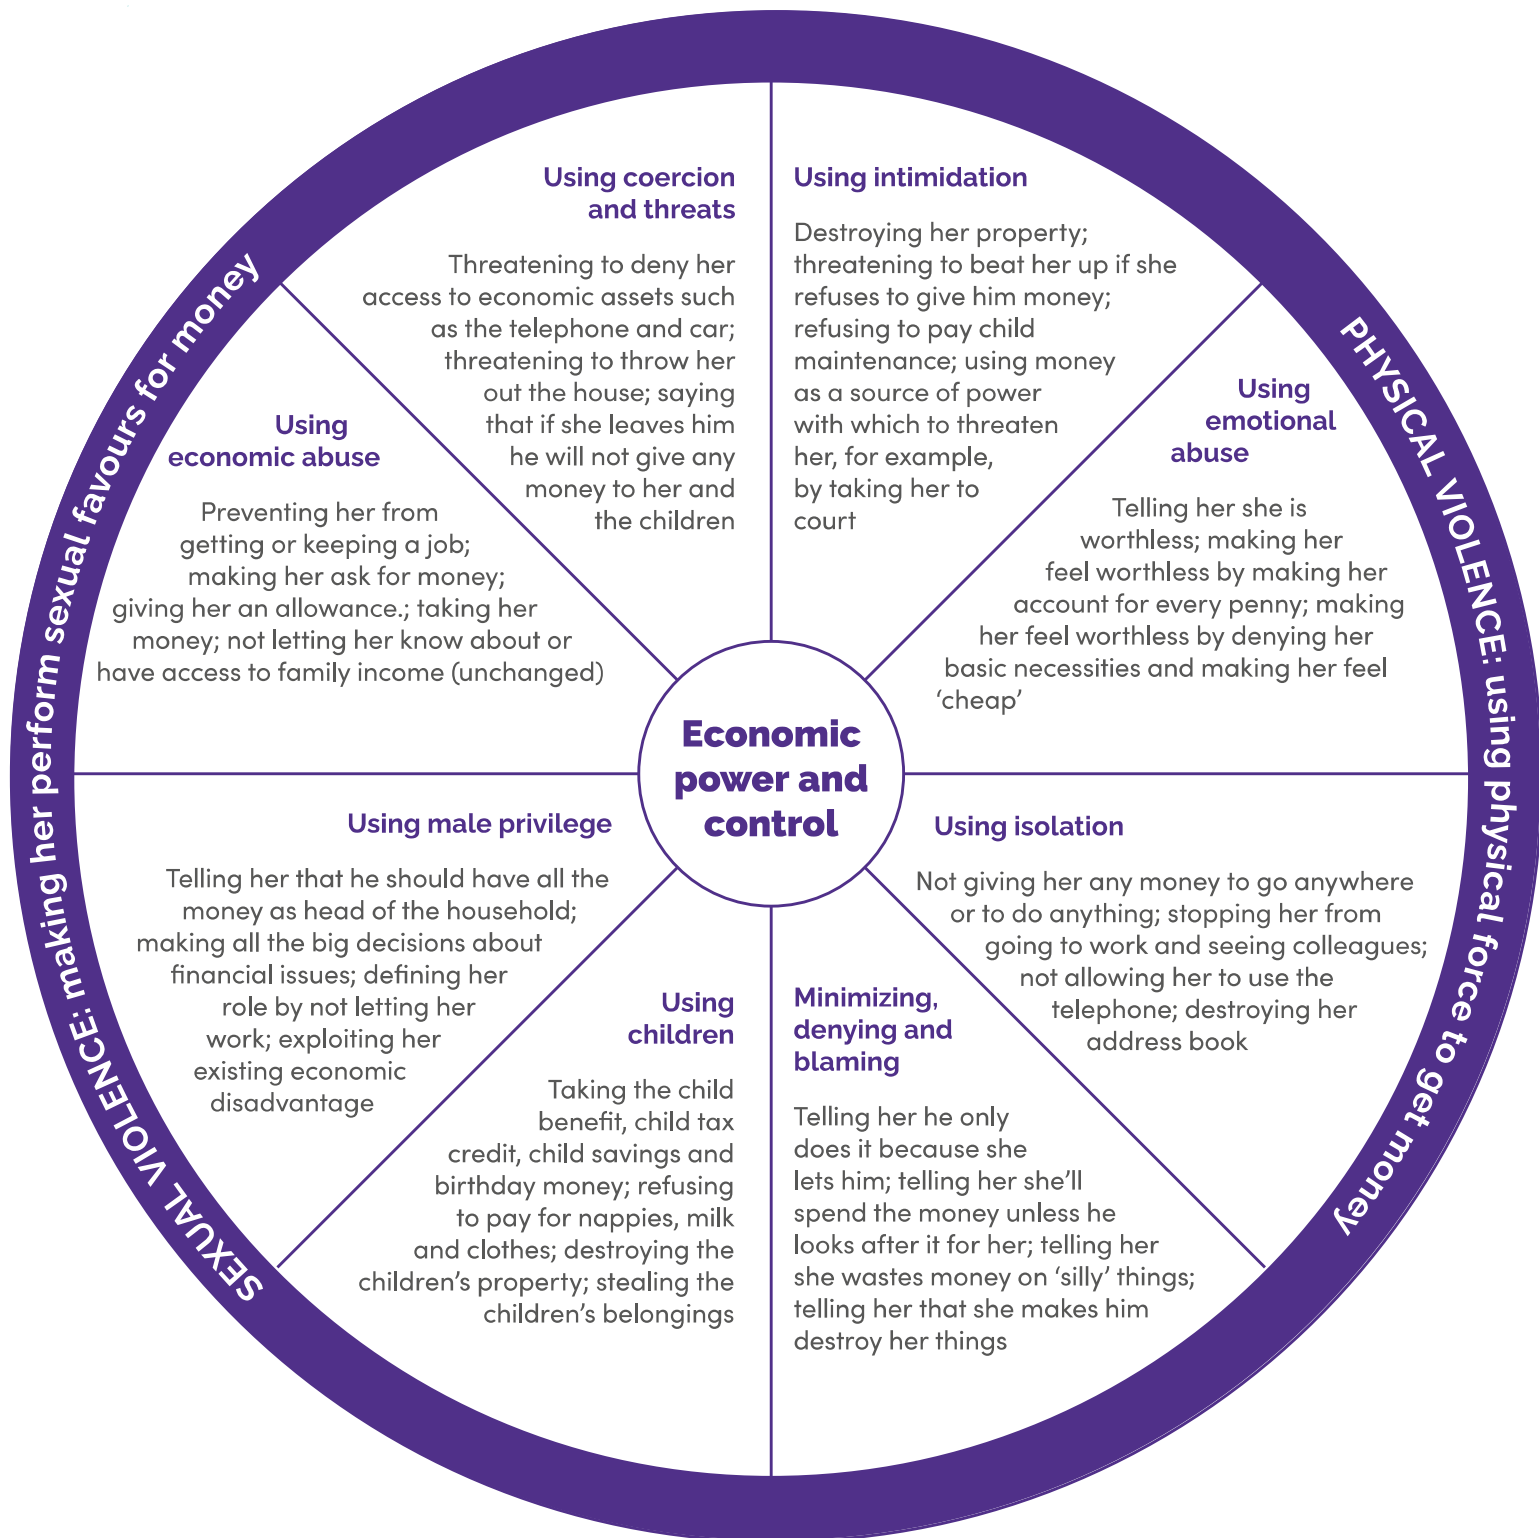 Using coercion
and threats
Threatening to deny her
access to economic assets such
as the telephone and car;
threatening to throw her
out the house; saying
that if she leaves him
he will not give any
money to her and
the children
Using intimidation
Destroying her property;
threatening to beat her up if she
refuses to give him money;
refusing to pay child
maintenance; using money
as a source of power
with which to threaten
her, for example,
by taking her to
court
Using
emotional
abuse
Telling her she is
worthless; making her
feel worthless by making her
account for every penny; making
her feel worthless by denying her
basic necessities and making her feel
‘cheap’
Using isolation
Not giving her any money to go anywhere
or to do anything; stopping her from
going to work and seeing colleagues;
not allowing her to use the
telephone; destroying her
address book
Minimizing,
denying and
blaming
Telling her he only
does it because she
lets him; telling her she’ll
spend the money unless he
looks after it for her; telling her
she wastes money on ‘silly’ things;
telling her that she makes him
destroy her things
Using
children
Taking the child
benefit, child tax
credit, child savings and
birthday money; refusing
to pay for nappies, milk
and clothes; destroying the
children’s property; stealing the
children’s belongings
Using male privilege
Telling her that he should have all the
money as head of the household;
making all the big decisions about
financial issues; defining her
role by not letting her
work; exploiting her
existing economic
disadvantage
Using
economic abuse
Preventing her from
getting or keeping a job;
making her ask for money;
giving her an allowance.; taking her
money; not letting her know about or
have access to family income (unchanged)
Economic
power and
control
PHYSICAL VIOLENCE: using physical force to get money
SEXUAL VIOLENCE: making her perform sexual favours for money